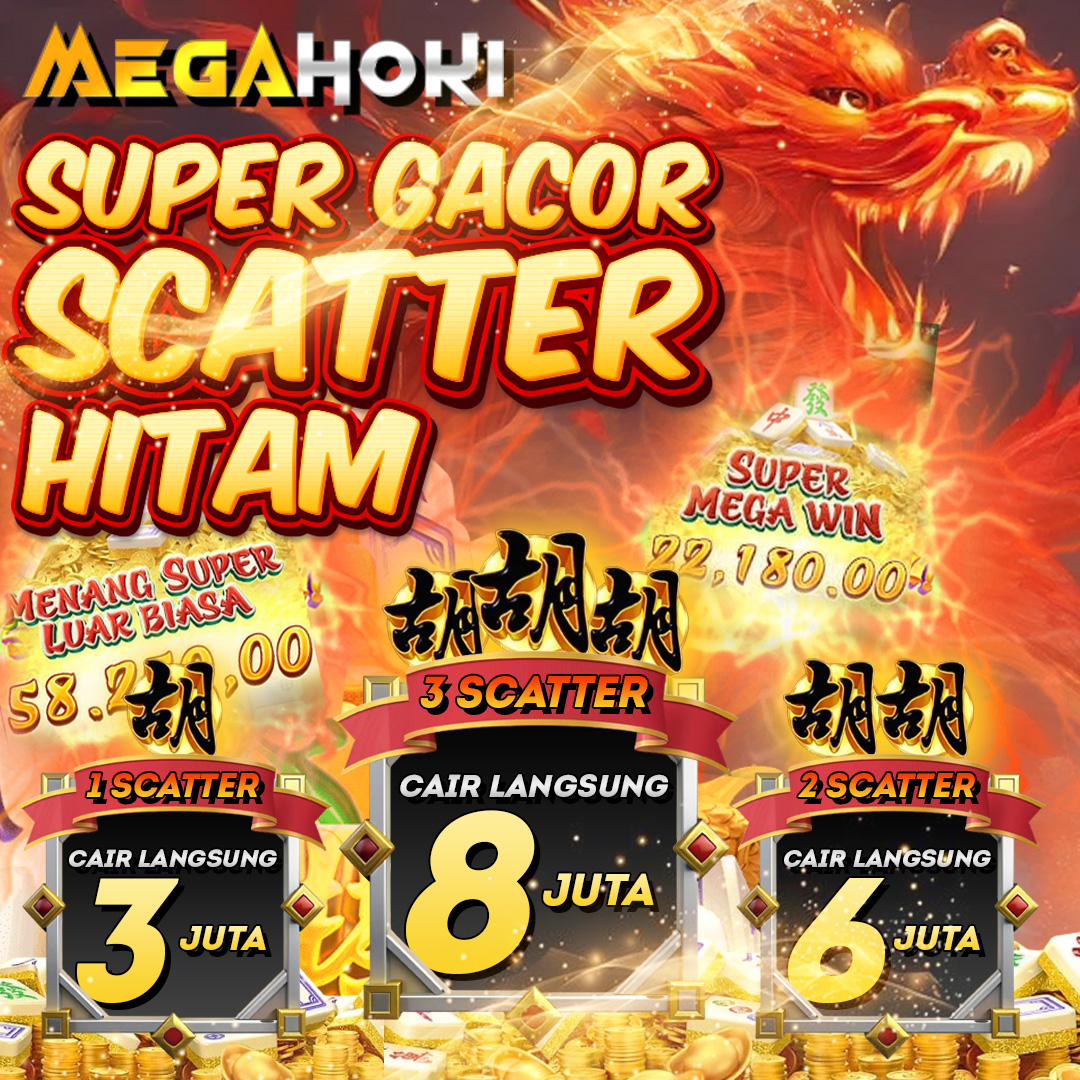 MEGAHOKI
SUPER GACOR
SCATTER
HITAM
發
中
SUPER
MEGA WIN
22,180.00
MENANG SUPER
LUAR BIASA
胡
胡胡胡
胡胡
3 SCATTER
CAIR LANGSUNG
8 JUTA
1 SCATTER
CAIR LANGSUNG
3 JUTA
2 SCATTER
CAIR LANGSUNG
6 JUTA